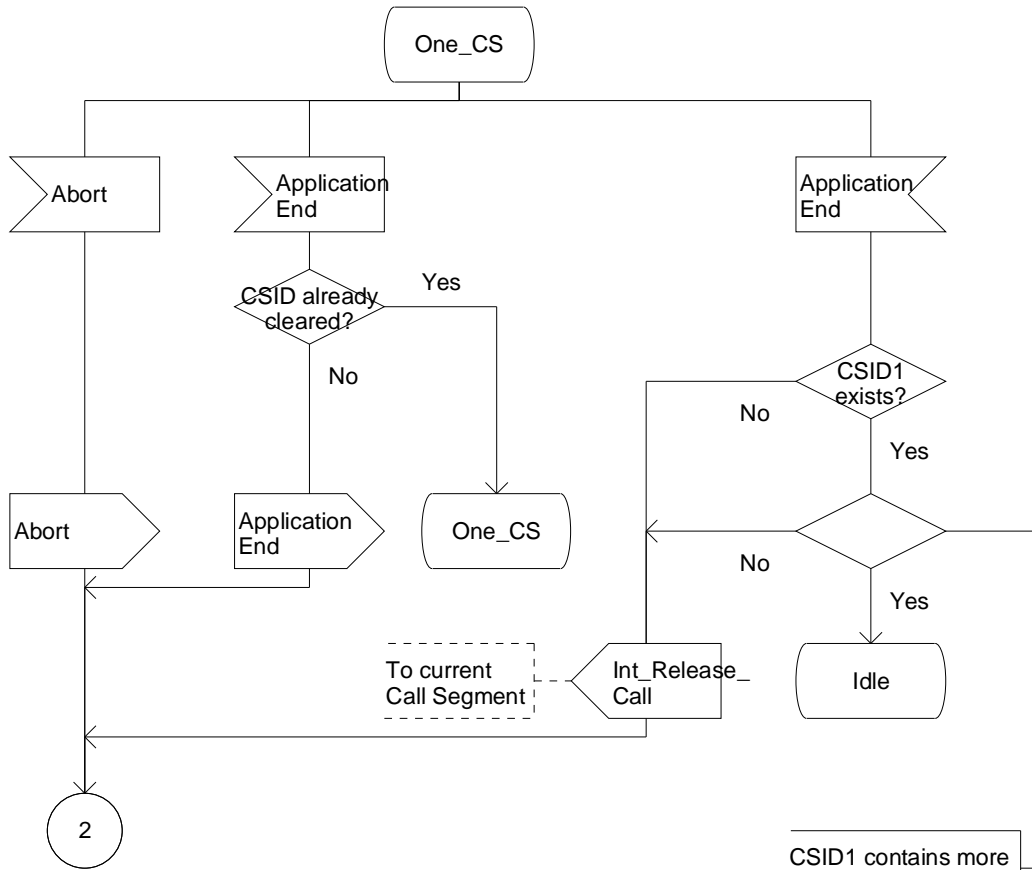 One_CS
Abort
Application
End
Application
End
CSID already
cleared?
Yes
No
CSID1
exists?
No
Yes
Abort
Application
End
One_CS
No
Yes
To current
Call Segment
Int_Release_
Call
Idle
2
CSID1 contains more